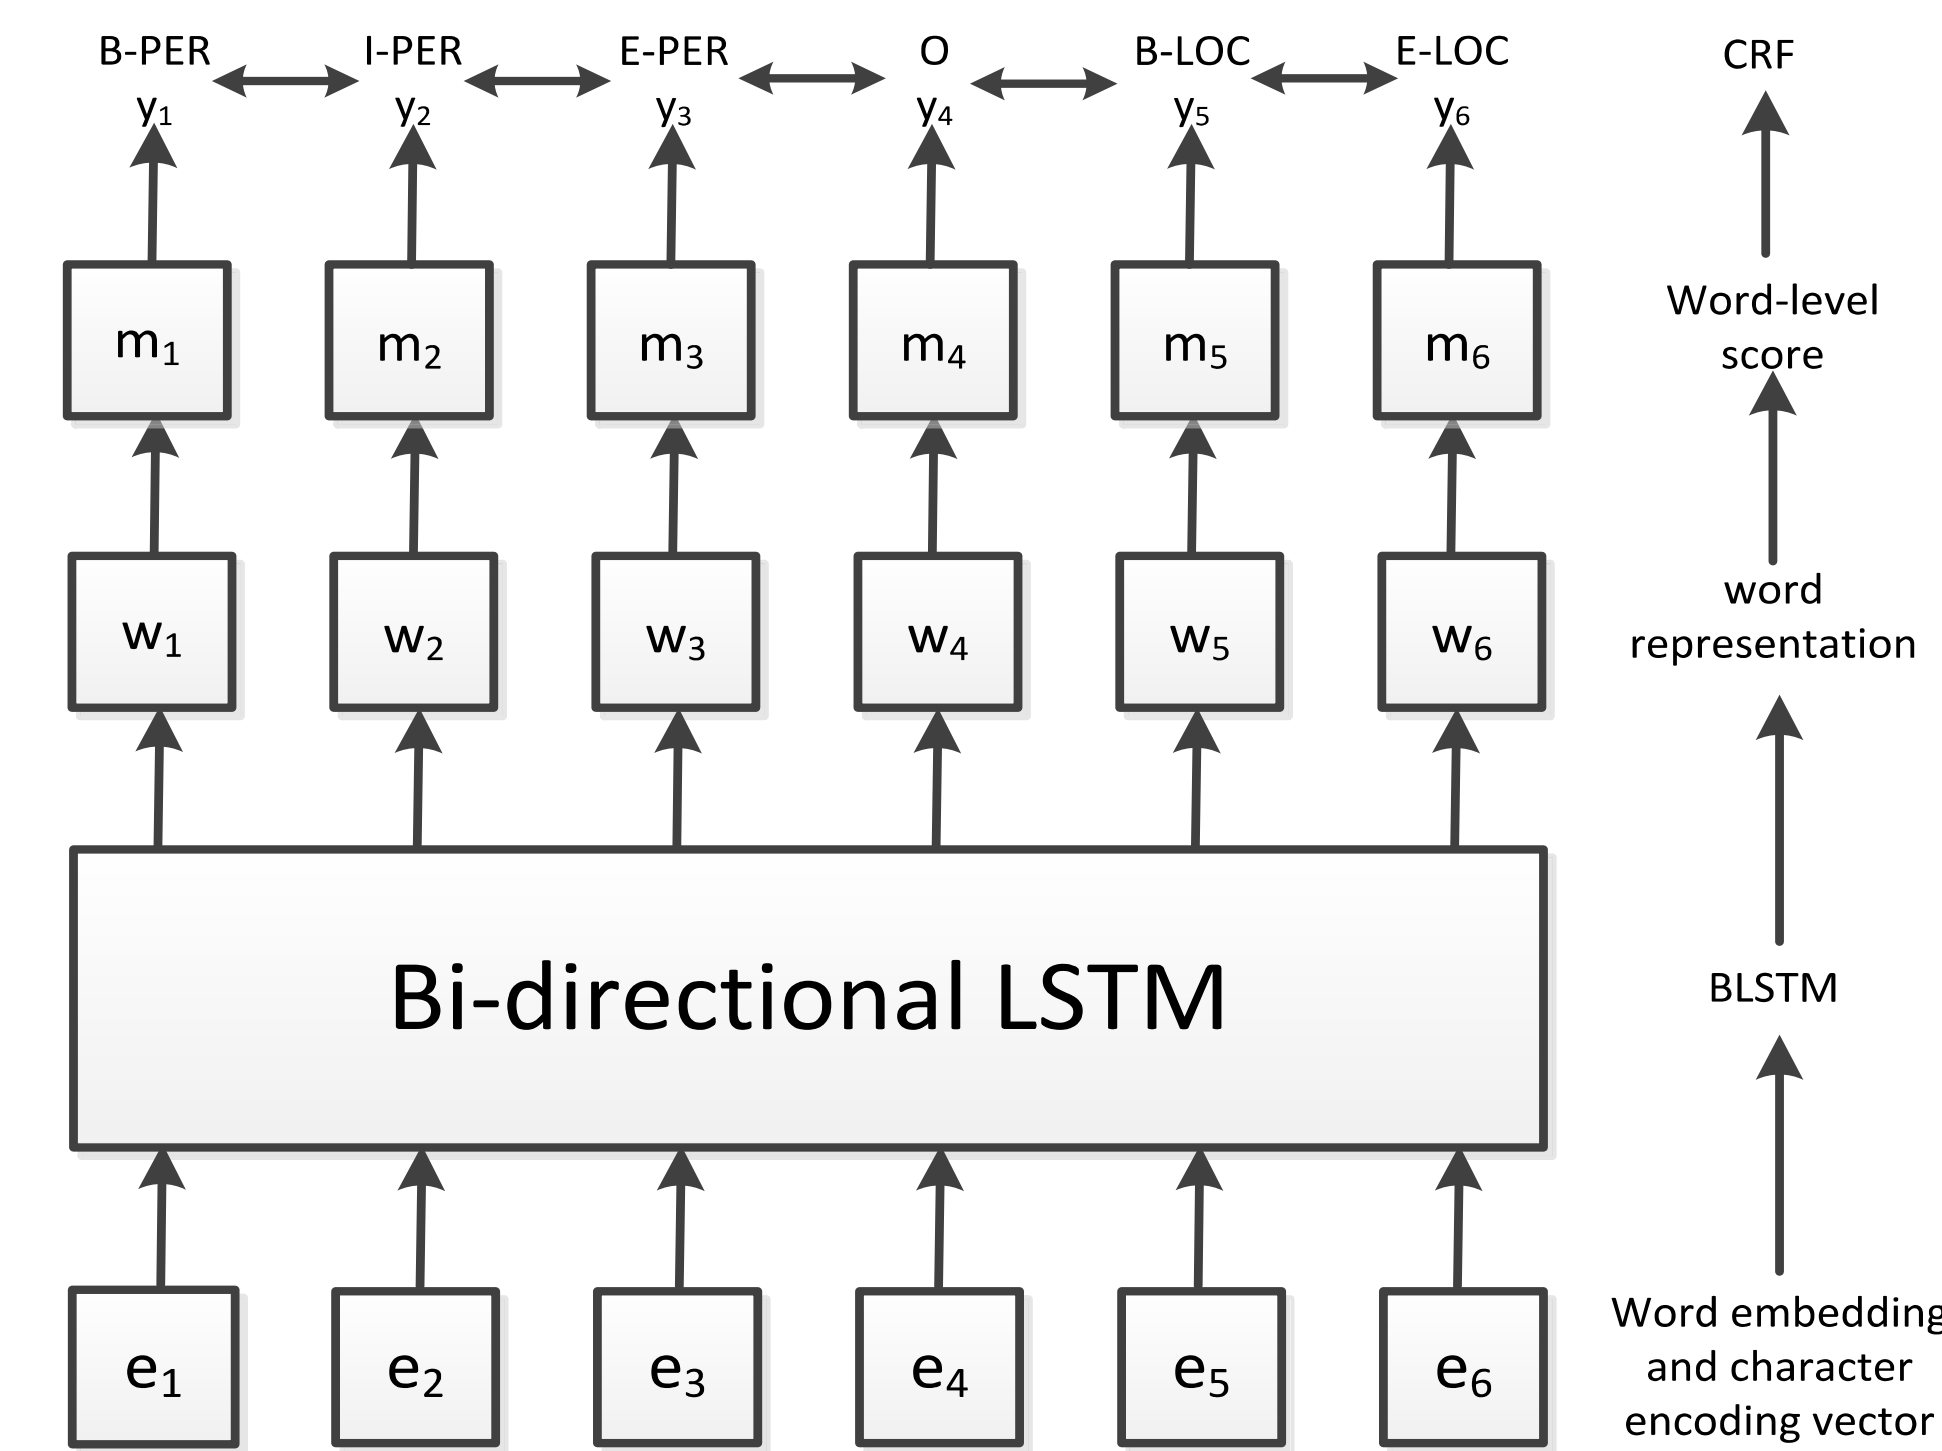 B-PER I-PER E-PER O B-LOC E-LOC CRF
y1 y2 y3 y4 y5 y6
m1 m2 m3 m4 m5 m6
Word-level
score
w1 w2 w3 w4 w5 w6
word
representation
Bi-directional LSTM
BLSTM
e1 e2 e3 e4 e5 e6
Word embedding
and character
encoding vector